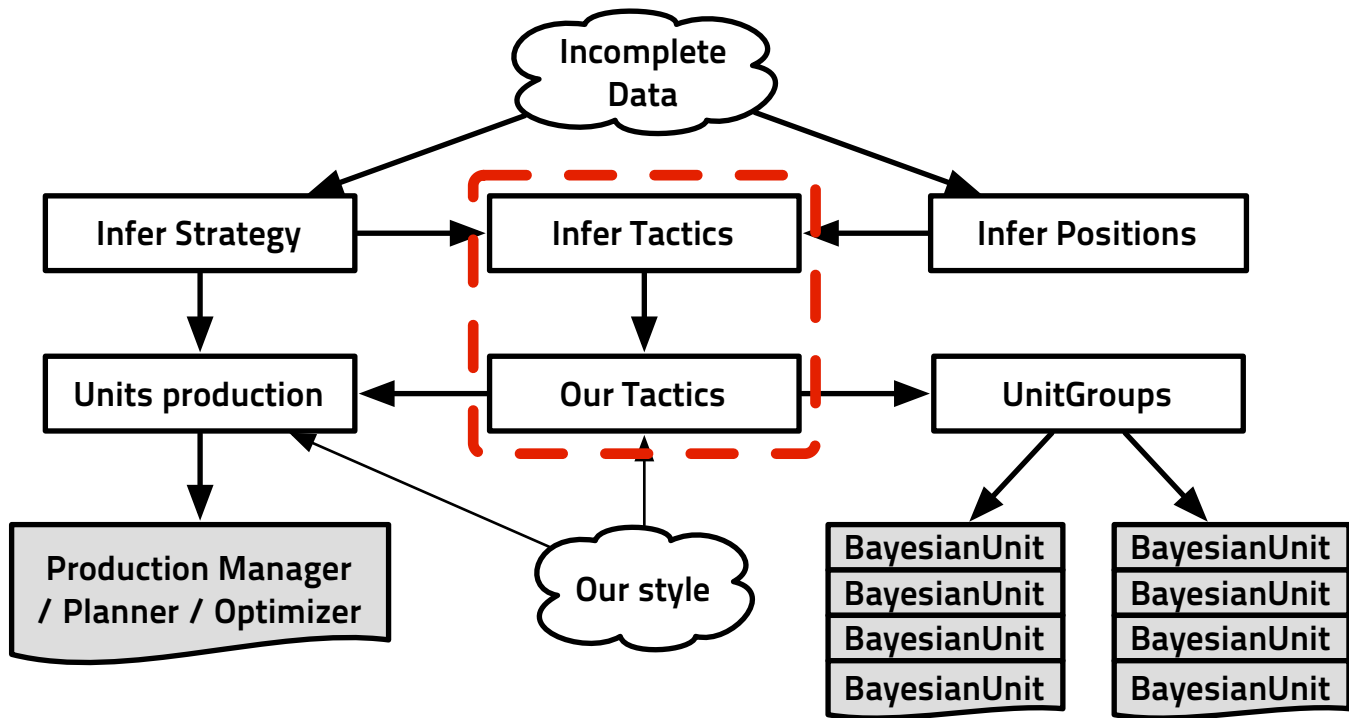 Incomplete
Data
Infer Strategy
Infer Tactics
Infer Positions
Units production
Our Tactics
UnitGroups
Production Manager
/ Planner / Optimizer
Our style
BayesianUnit
BayesianUnit
BayesianUnit
BayesianUnit
BayesianUnit
BayesianUnit
BayesianUnit
BayesianUnit